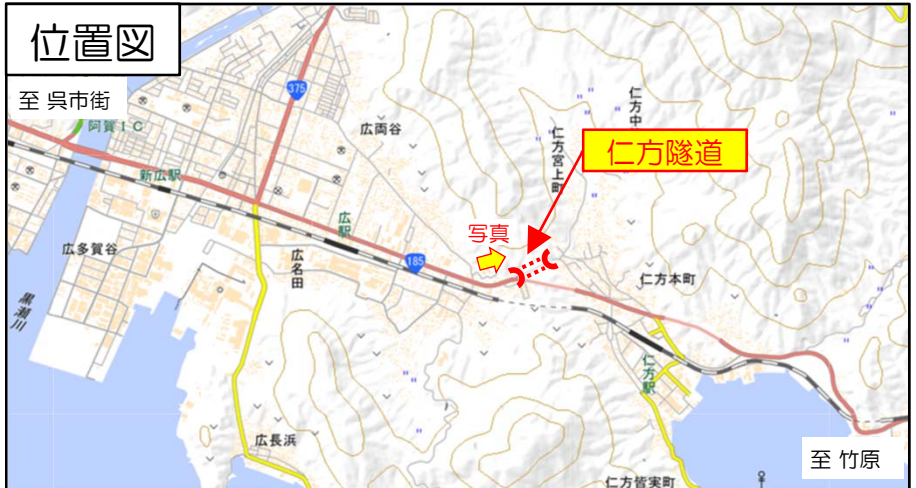 位置図
至 呉市街
阿賀IC
375
広両谷
仁方中
仁方宮上町
仁方隧道
新広駅
広駅
広多賀谷
広名田
写真
185
仁方本町
黒瀬川
仁方駅
広長浜
至 竹原
仁方皆実町